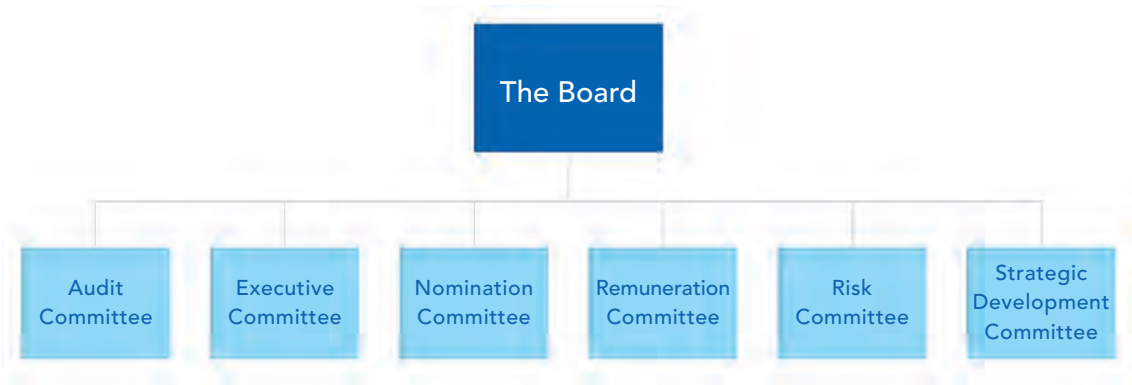 The Board
Audit
Committee
Executive
Committee
Nomination
Committee
Remuneration
Committee
Risk
Committee
Strategic
Development
Committee